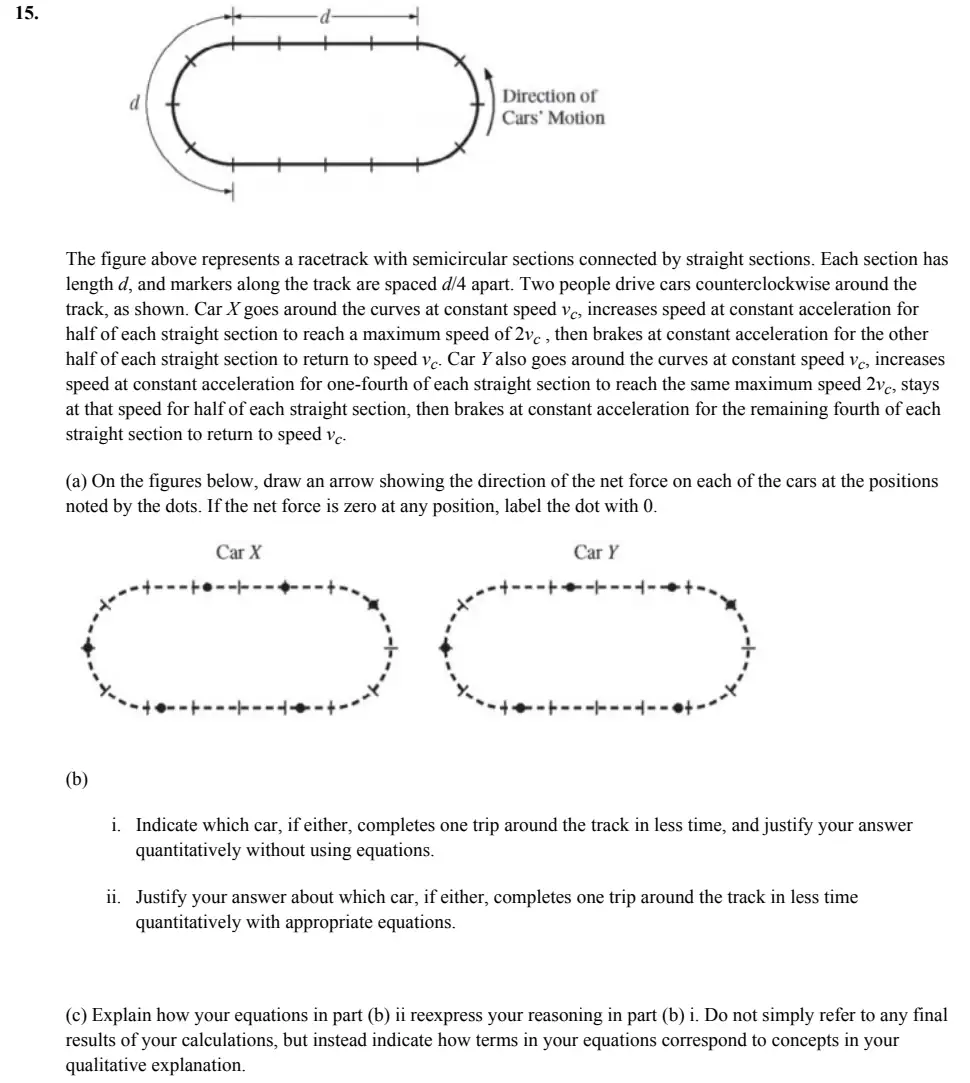 15.
d
d
Direction of
Cars' Motion
The figure above represents a racetrack with semicircular sections connected by straight sections. Each section has
length d, and markers along the track are spaced d/4 apart. Two people drive cars counterclockwise around the
track, as shown. Car X goes around the curves at constant speed vc, increases speed at constant acceleration for
half of each straight section to reach a maximum speed of 2vc , then brakes at constant acceleration for the other
half of each straight section to return to speed vc. Car Y also goes around the curves at constant speed vc, increases
speed at constant acceleration for one-fourth of each straight section to reach the same maximum speed 2vc, stays
at that speed for half of each straight section, then brakes at constant acceleration for the remaining fourth of each
straight section to return to speed vc.
(a) On the figures below, draw an arrow showing the direction of the net force on each of the cars at the positions
noted by the dots. If the net force is zero at any position, label the dot with 0.
Car X
Car Y
(b)
i. Indicate which car, if either, completes one trip around the track in less time, and justify your answer
quantitatively without using equations.
ii. Justify your answer about which car, if either, completes one trip around the track in less time
quantitatively with appropriate equations.
(c) Explain how your equations in part (b) ii reexpress your reasoning in part (b) i. Do not simply refer to any final
results of your calculations, but instead indicate how terms in your equations correspond to concepts in your
qualitative explanation.